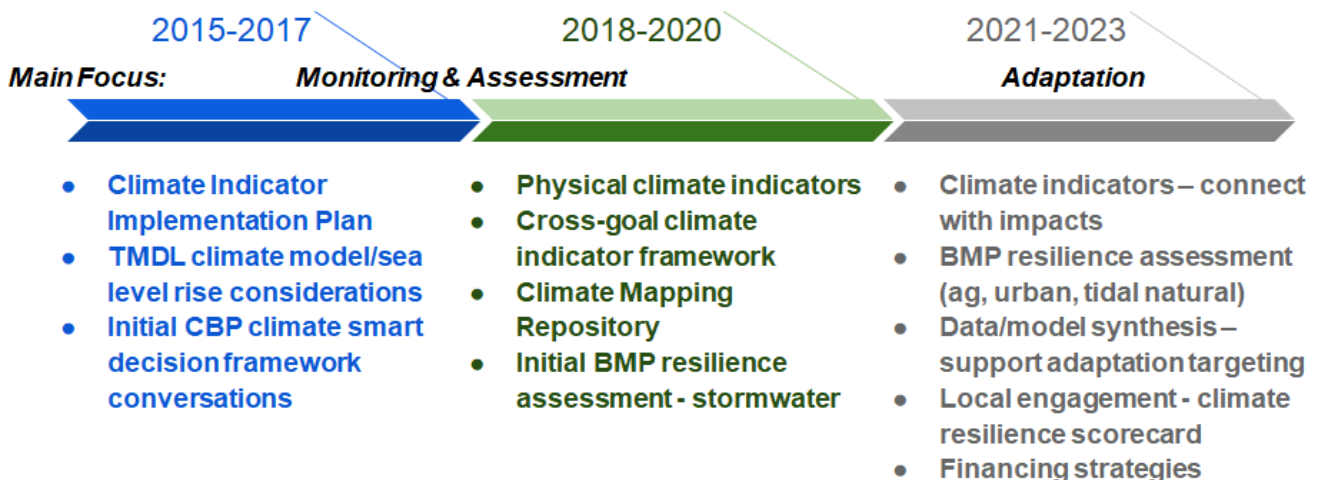 2015-2017
2018-2020
2021-2023
Main Focus:
Monitoring & Assessment
Adaptation
● Climate Indicator
Implementation Plan
● TMDL climate model/sea
level rise considerations
● Initial CBP climate smart
decision framework
conversations
● Physical climate indicators
● Cross-goal climate
indicator framework
● Climate Mapping
Repository
● Initial BMP resilience
assessment - stormwater
● Climate indicators – connect
with impacts
● BMP resilience assessment
(ag, urban, tidal natural)
● Data/model synthesis –
support adaptation targeting
● Local engagement - climate
resilience scorecard
● Financing strategies